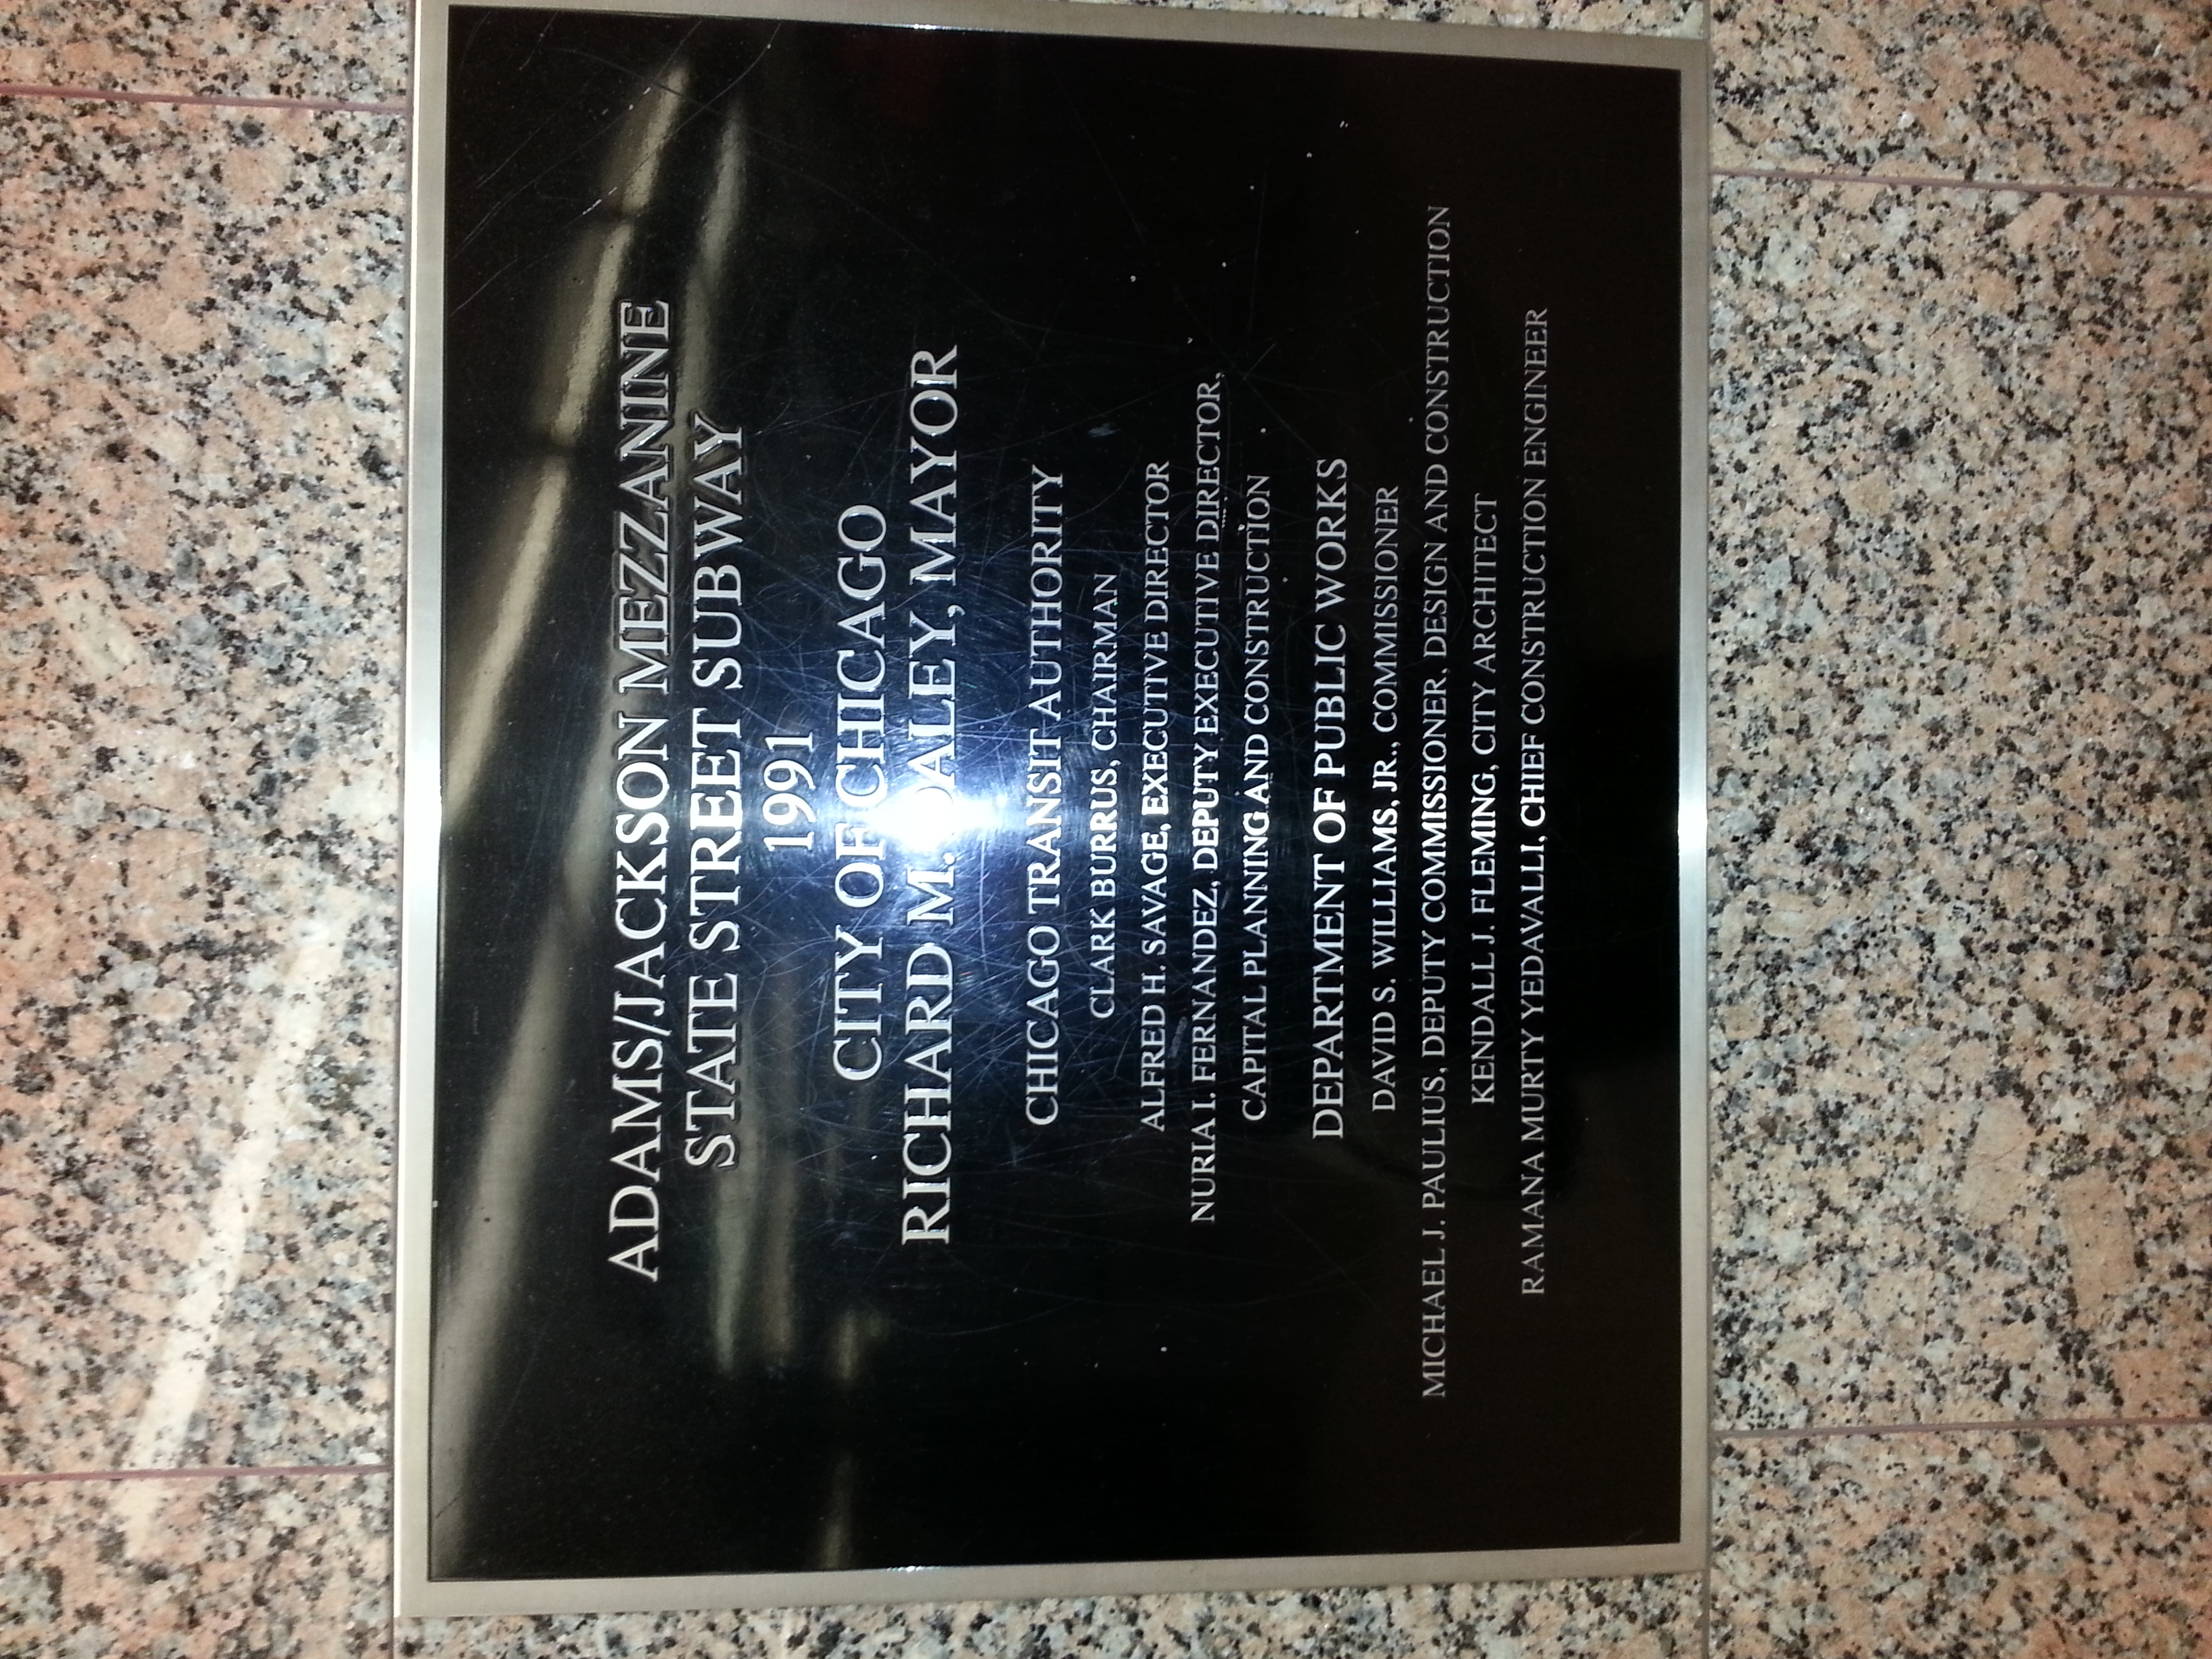 ADAMS/JACKSON MEZZANINE
STATE STREET SUBWAY
1991
CITY OF CHICAGO
RICHARD M. DALEY, MAYOR
CHICAGO TRANSIT AUTHORITY
CLARK BURRUS, CHAIRMAN
ALFRED H. SAVAGE, EXECUTIVE DIRECTOR
NURIA I. FERNANDEZ, DEPUTY EXECUTIVE DIRECTOR,
CAPITAL PLANNING AND CONSTRUCTION
DEPARTMENT OF PUBLIC WORKS
DAVID S. WILLIAMS, JR., COMMISSIONER
MICHAEL J. PAULIUS, DEPUTY COMMISSIONER, DESIGN AND CONSTRUCTION
KENDALL J. FLEMING, CITY ARCHITECT
RAMANA MURTY YEDAVALLI, CHIEF CONSTRUCTION ENGINEER